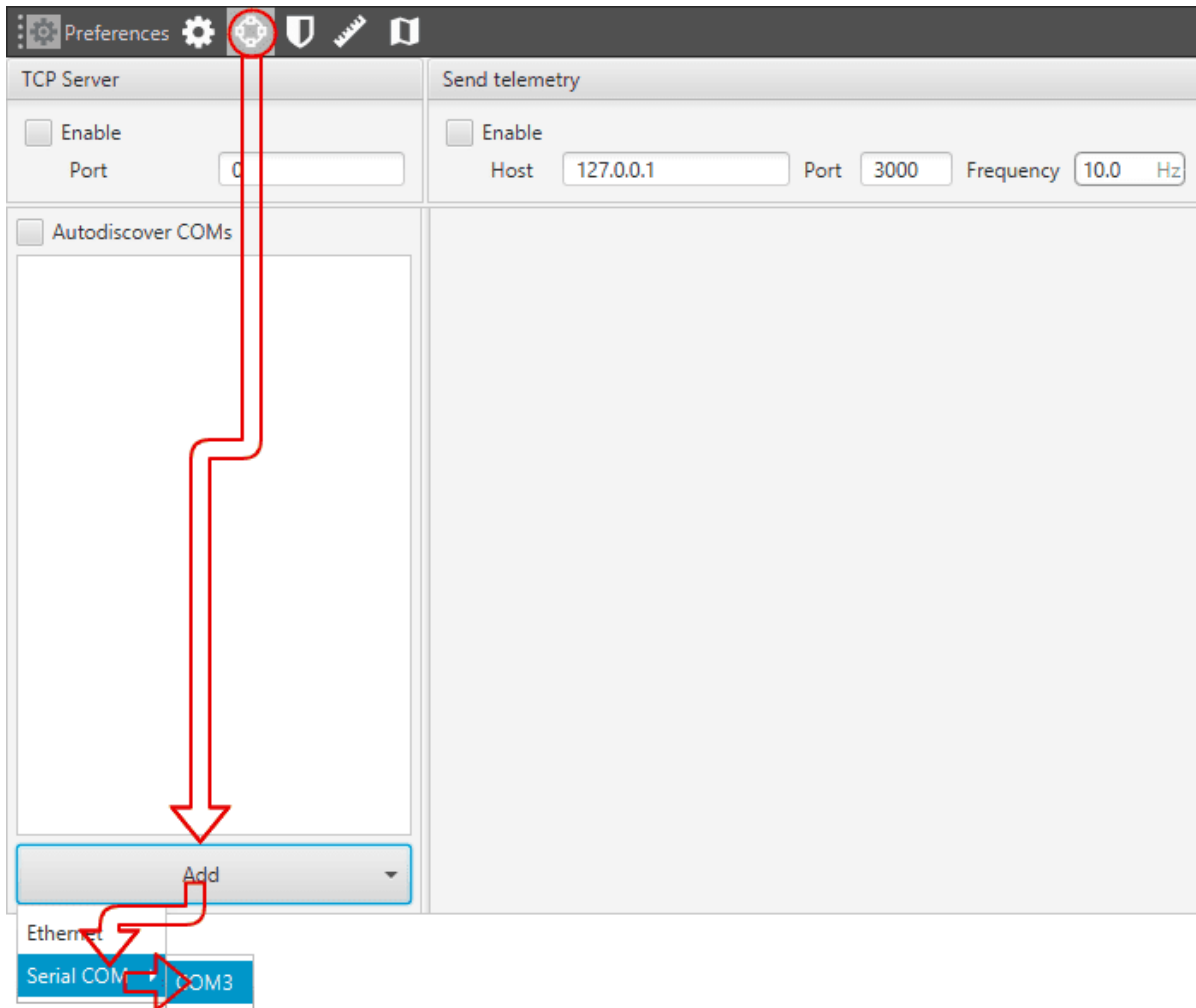 Preferences
TCP Server
Send telemetry
Enable
Enable
Port 0
Host 127.0.0.1 Port 3000 Frequency 10.0 Hz
Autodiscover COMs
Add
Ethernet
Serial COM
COM3